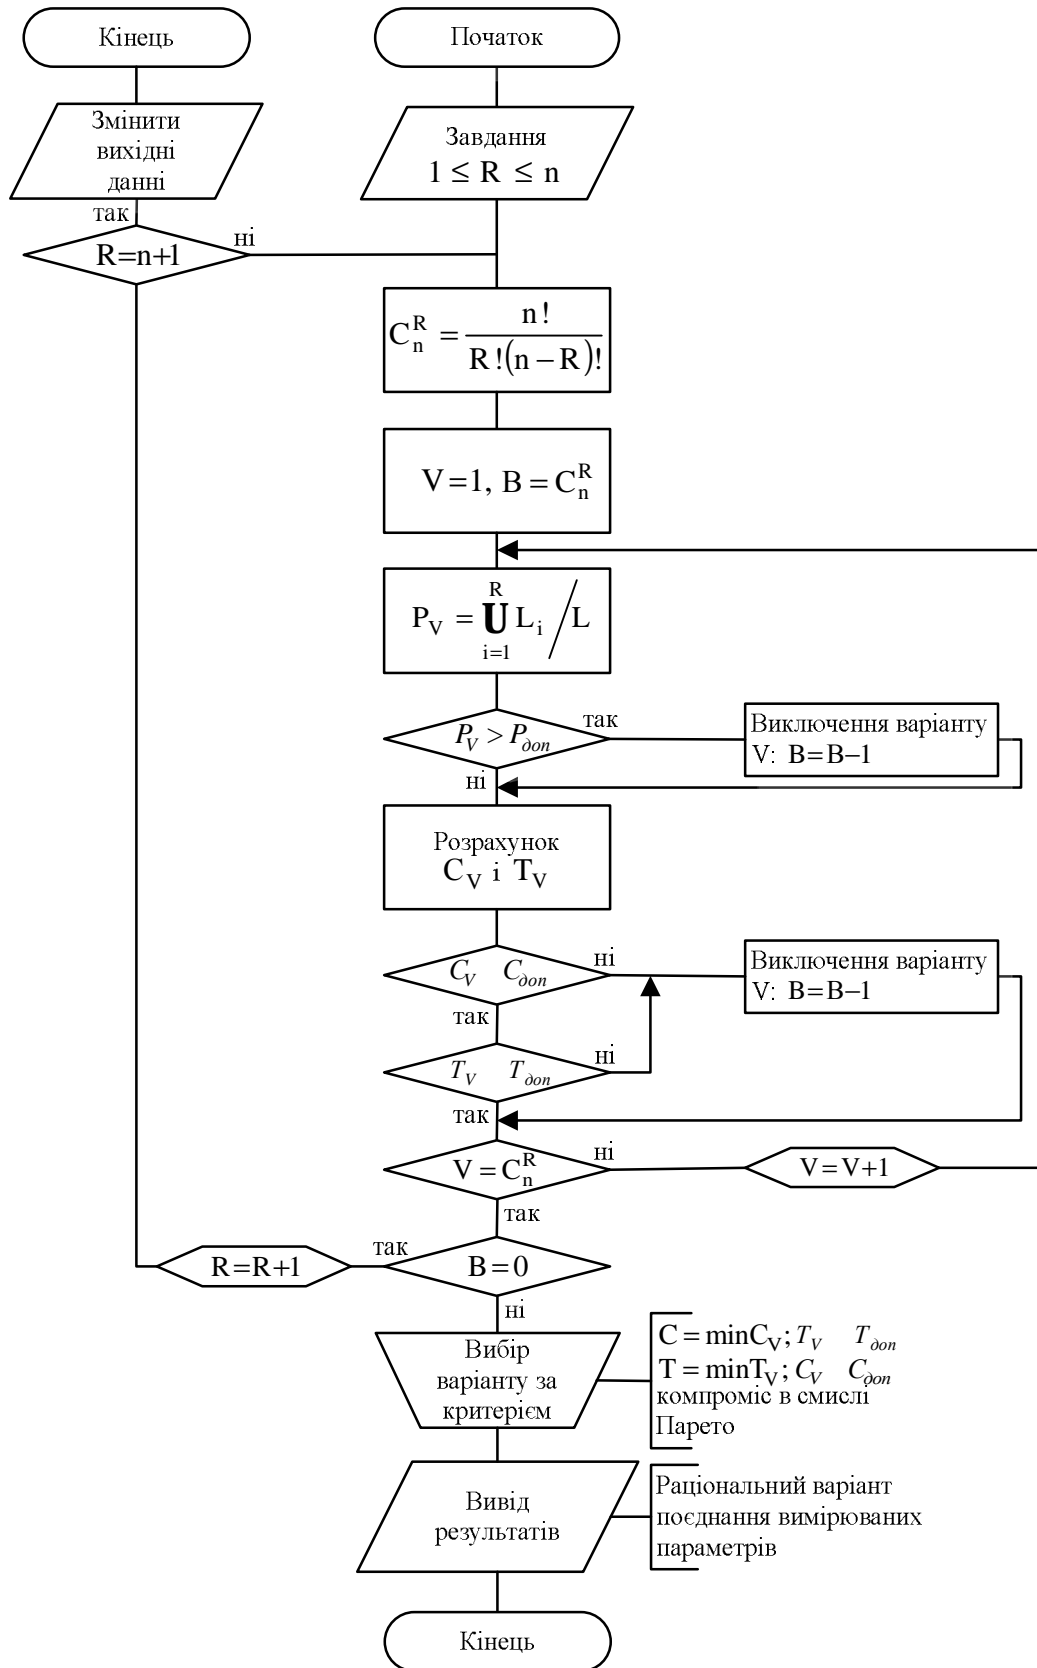 Кінець
Початок
Змінити
вихідні
данні
Завдання
1 ≤ R ≤ n
так
R=n+1
ні
C_n^R = n! / R!(n − R)!
V=1, B = C_n^R
P_V = U_{i=1}^{R} L_i / L
P_V > P_доп
так
ні
Виключення варіанту
V: B=B−1
Розрахунок
C_V і T_V
C_V C_доп
ні
так
Виключення варіанту
V: B=B−1
T_V T_доп
ні
так
V = C_n^R
ні
так
V=V+1
R=R+1
так
B=0
ні
Вибір
варіанту за
критерієм
C = minC_V; T_V T_доп
T = minT_V; C_V C_доп
компроміс в смислі
Парето
Вивід
результатів
Раціональний варіант
поєднання вимірюваних
параметрів
Кінець